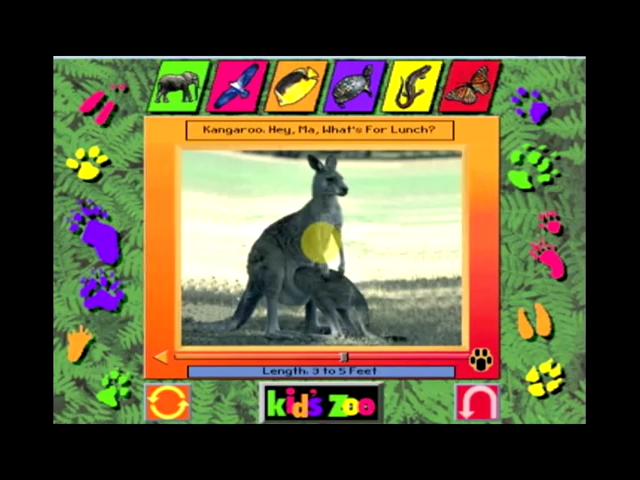 Kangaroo: Hey, Ma, What's For Lunch?
Length: 3 to 5 Feet
kid's Zoo